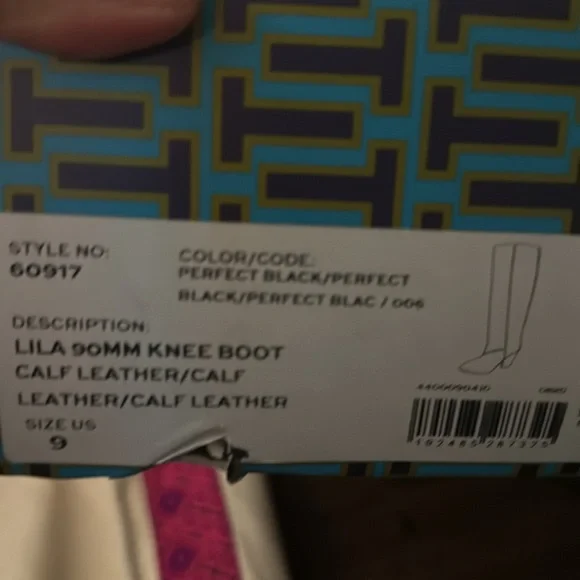 STYLE NO:
60917
COLOR/CODE:
PERFECT BLACK/PERFECT
BLACK/PERFECT BLAC / 006
DESCRIPTION:
LILA 90MM KNEE BOOT
CALF LEATHER/CALF
LEATHER/CALF LEATHER
SIZE US
9